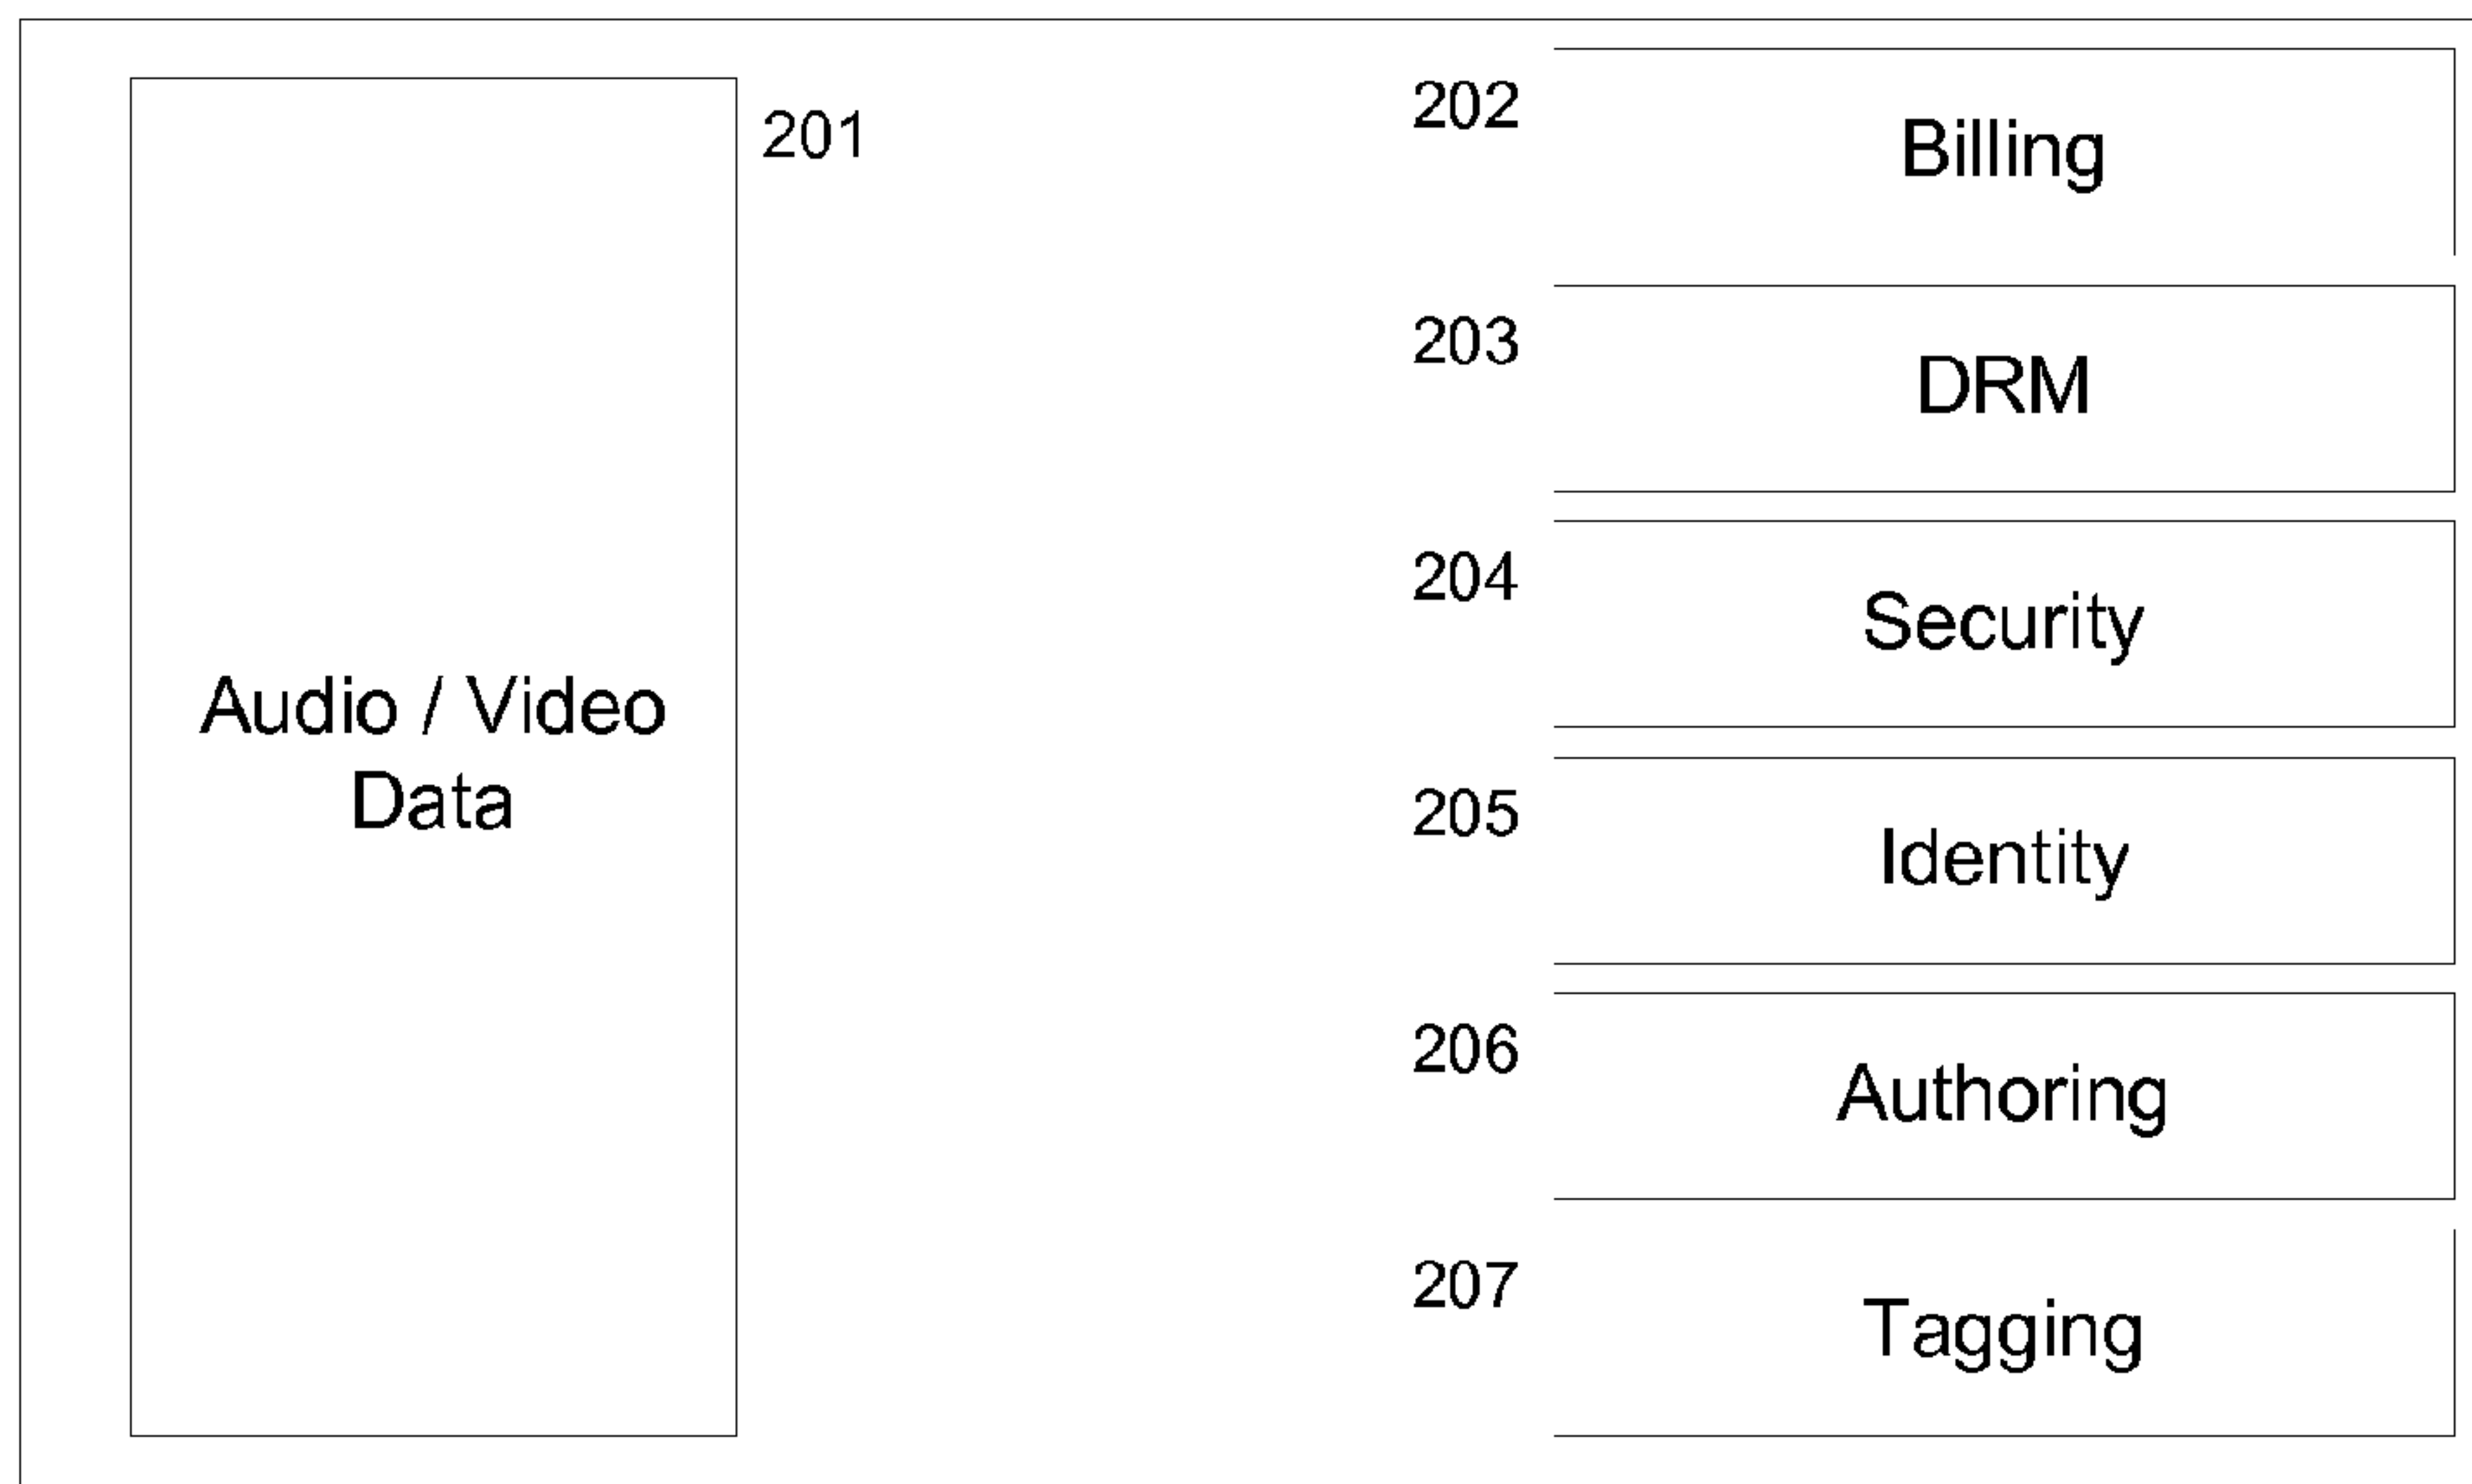 201
Audio / Video
Data
202
Billing
203
DRM
204
Security
205
Identity
206
Authoring
207
Tagging